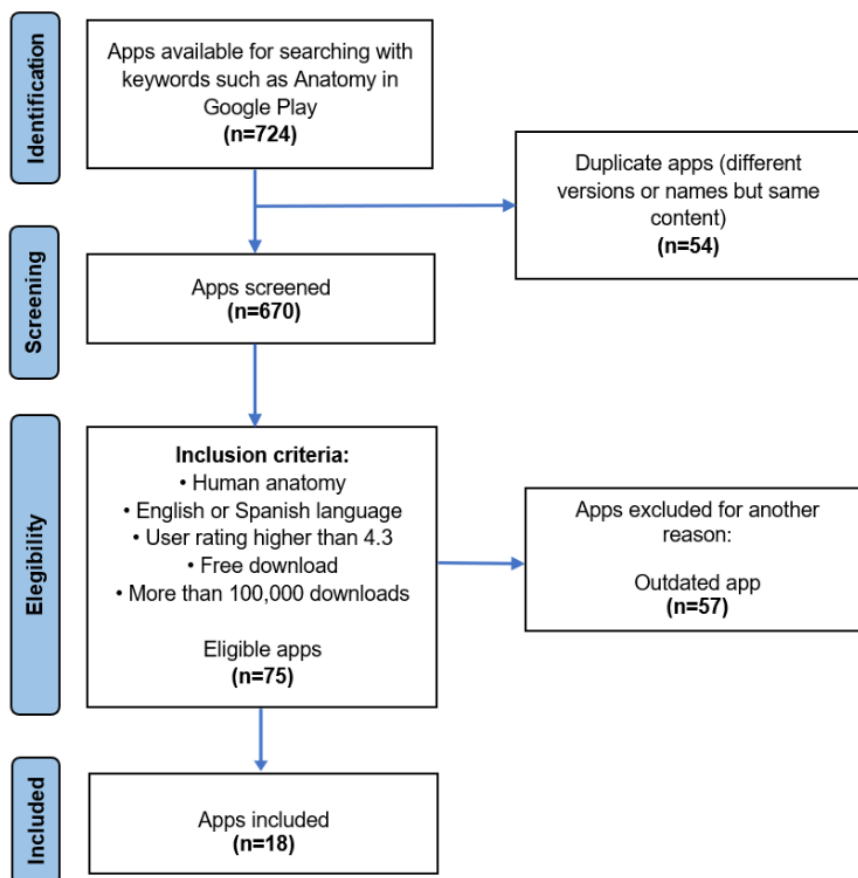 Identification
Apps available for searching with
keywords such as Anatomy in
Google Play
(n=724)
Duplicate apps (different
versions or names but same
content)
(n=54)
Screening
Apps screened
(n=670)
Elegibility
Inclusion criteria:
• Human anatomy
• English or Spanish language
• User rating higher than 4.3
• Free download
• More than 100,000 downloads
Eligible apps
(n=75)
Apps excluded for another
reason:
Outdated app
(n=57)
Included
Apps included
(n=18)